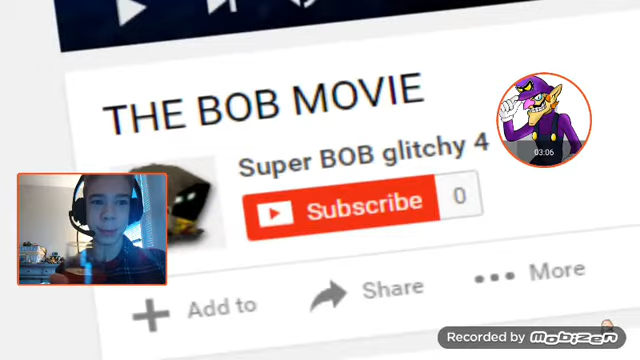 THE BOB MOVIE
Super BOB glitchy 4
Subscribe 0
Add to Share More
03:06
Recorded by Mobizen